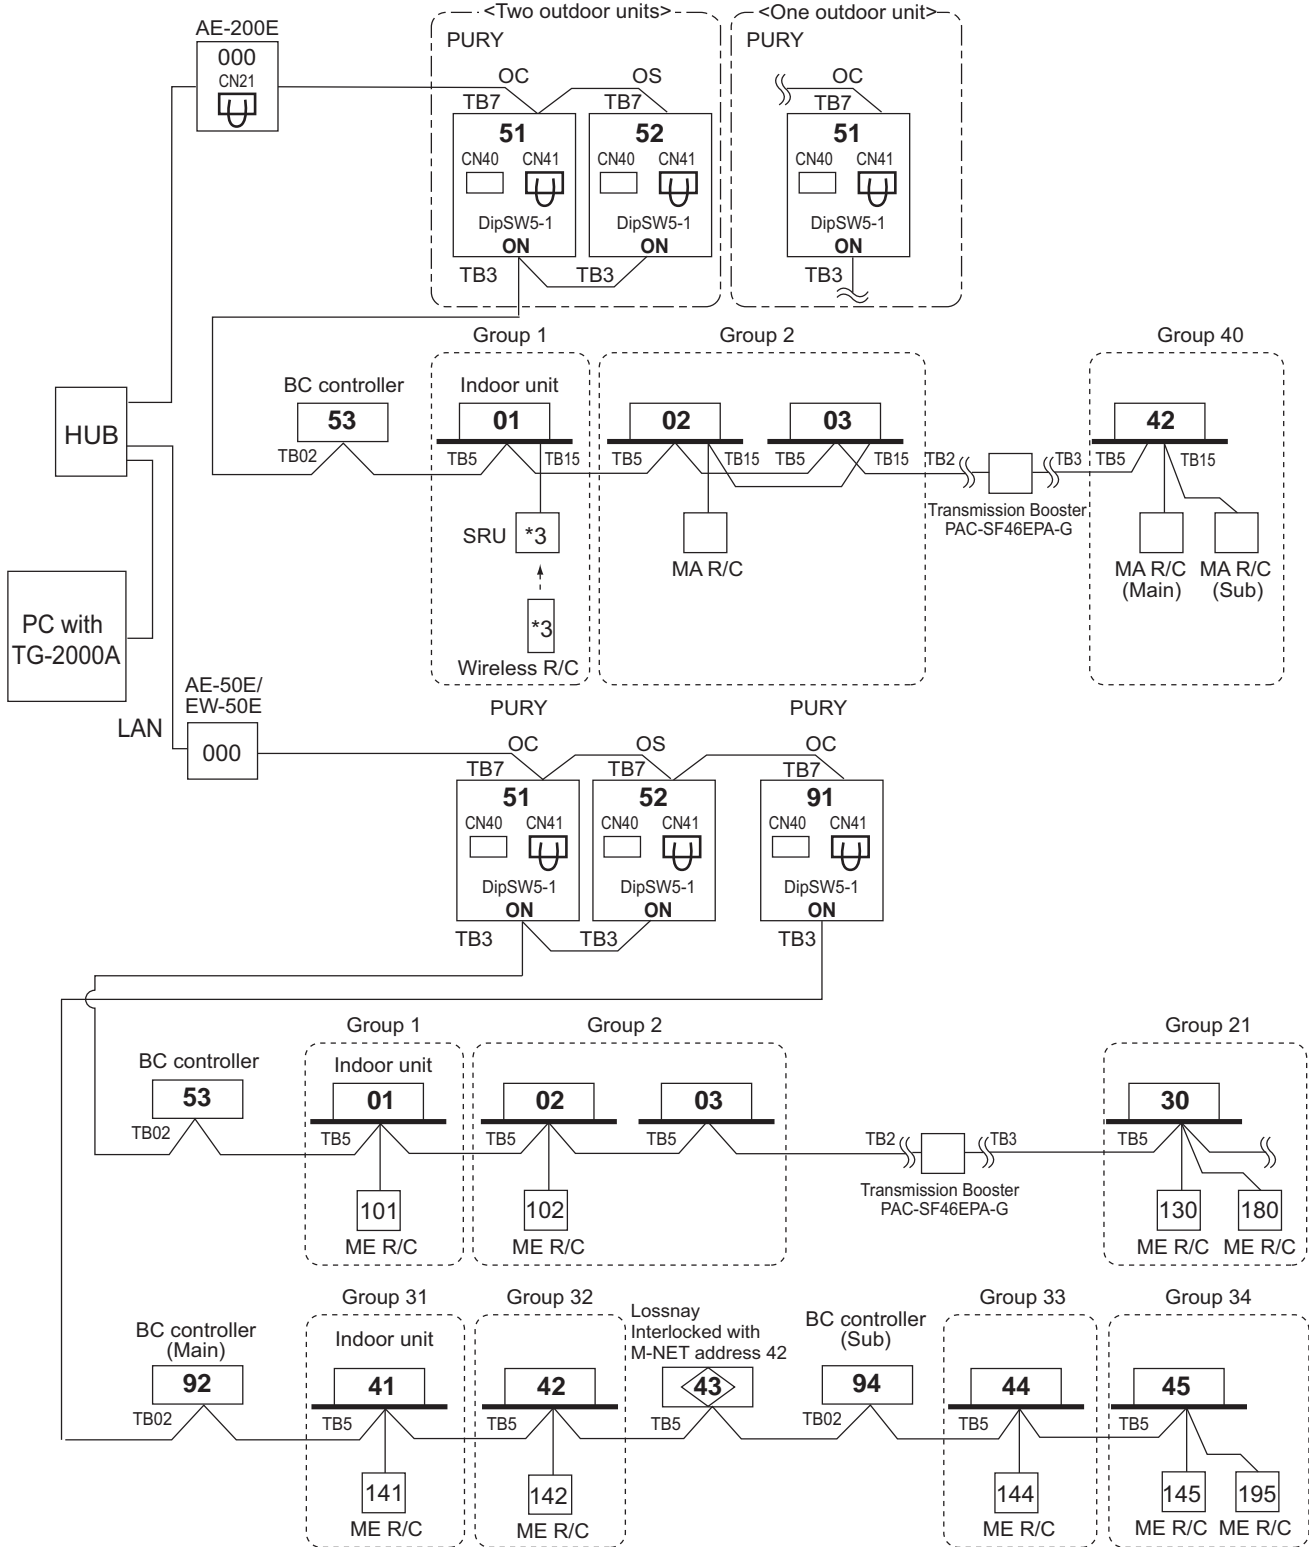 <Two outdoor units>
<One outdoor unit>
AE-200E
000
CN21
PURY
OC
OS
TB7
TB7
51
52
CN40
CN41
CN40
CN41
DipSW5-1
DipSW5-1
ON
ON
TB3
TB3
PURY
OC
TB7
51
CN40
CN41
DipSW5-1
ON
TB3
Group 1
Group 2
Group 40
HUB
BC controller
53
TB02
Indoor unit
01
TB5
TB15
SRU
*3
*3
Wireless R/C
02
TB5
TB15
MA R/C
03
TB5
TB15
TB2
TB3
Transmission Booster
PAC-SF46EPA-G
42
TB5
TB15
MA R/C
(Main)
MA R/C
(Sub)
PC with
TG-2000A
LAN
AE-50E/
EW-50E
000
PURY
PURY
OC
OS
OC
TB7
TB7
TB7
51
52
91
CN40
CN41
CN40
CN41
CN40
CN41
DipSW5-1
DipSW5-1
DipSW5-1
ON
ON
ON
TB3
TB3
TB3
Group 1
Group 2
Group 21
BC controller
53
TB02
Indoor unit
01
TB5
101
ME R/C
02
TB5
102
ME R/C
03
TB5
TB2
TB3
Transmission Booster
PAC-SF46EPA-G
30
TB5
130
180
ME R/C
ME R/C
Group 31
Group 32
Group 33
Group 34
BC controller
(Main)
92
TB02
Indoor unit
41
TB5
141
ME R/C
42
TB5
142
ME R/C
Lossnay
Interlocked with
M-NET address 42
43
TB5
BC controller
(Sub)
94
TB02
44
TB5
144
ME R/C
45
TB5
145
195
ME R/C
ME R/C